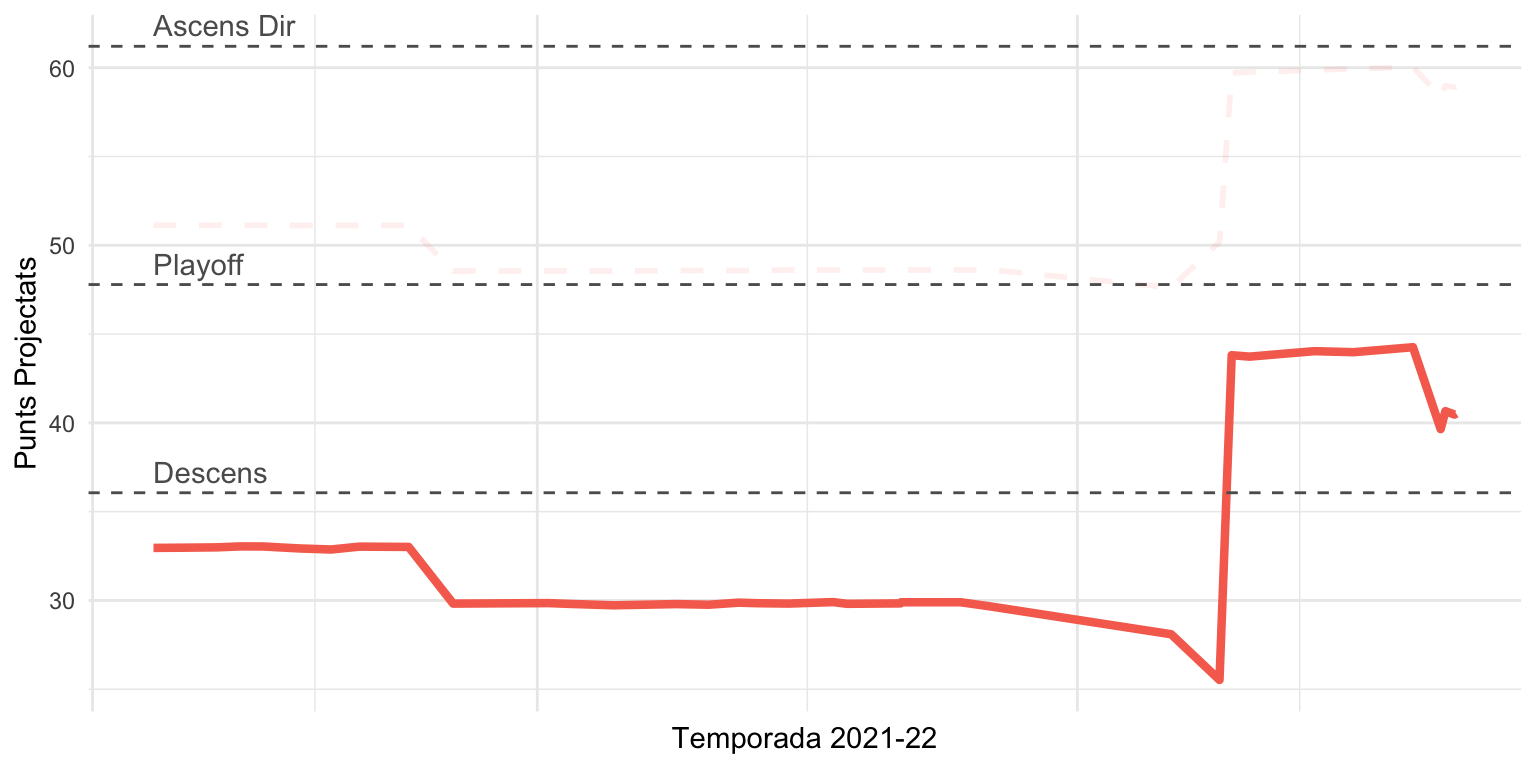 Ascens Dir
60
50
Playoff
Punts Projectats
40
Descens
30
Temporada 2021-22